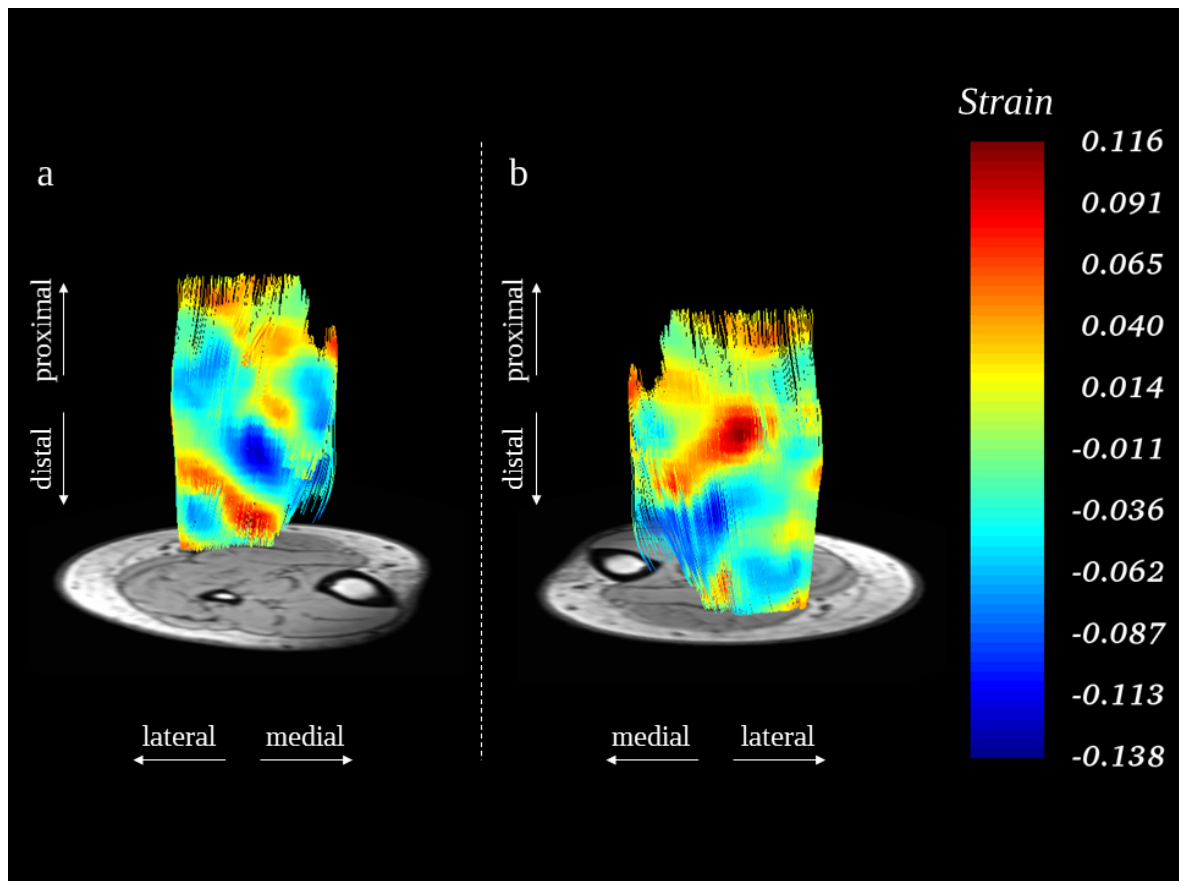 Strain
0.116
0.091
0.065
0.040
0.014
-0.011
-0.036
-0.062
-0.087
-0.113
-0.138
a
proximal
distal
lateral medial
b
proximal
distal
medial lateral